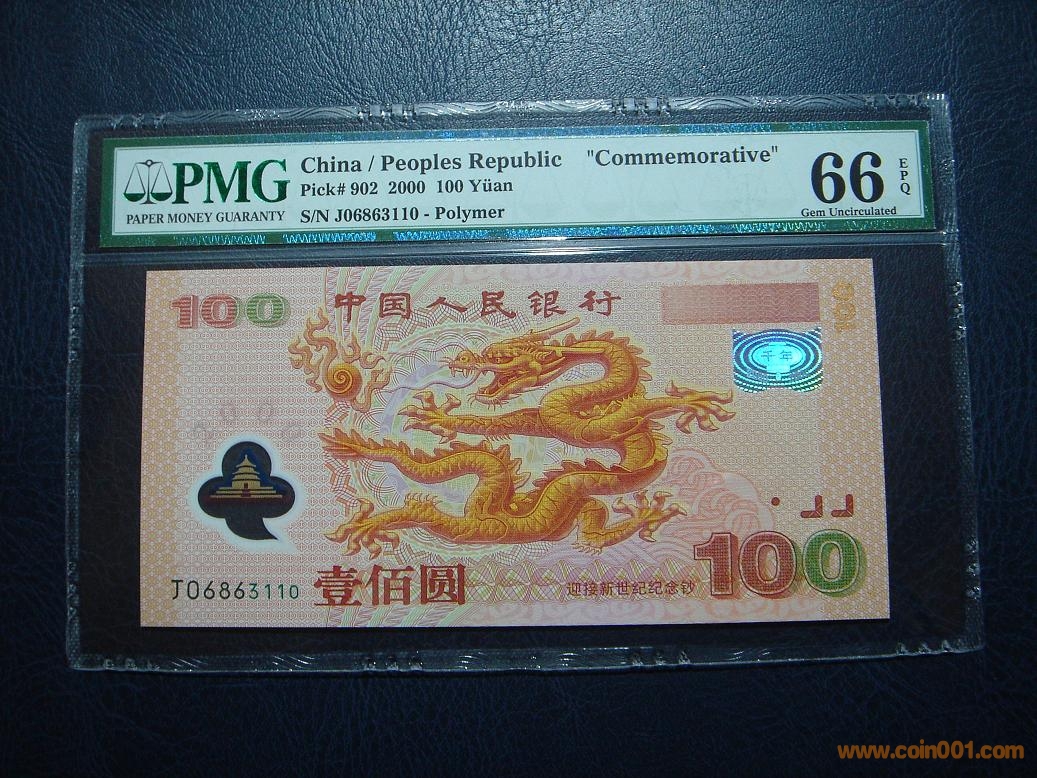 PMG
PAPER MONEY GUARANTY
China / Peoples Republic "Commemorative"
Pick# 902 2000 100 Yüan
S/N J06863110 - Polymer
66
EPQ
Gem Uncirculated
100
中国人民银行
100
千年
J06863110
壹佰圆
迎接新世纪纪念钞
100
www.coin001.com